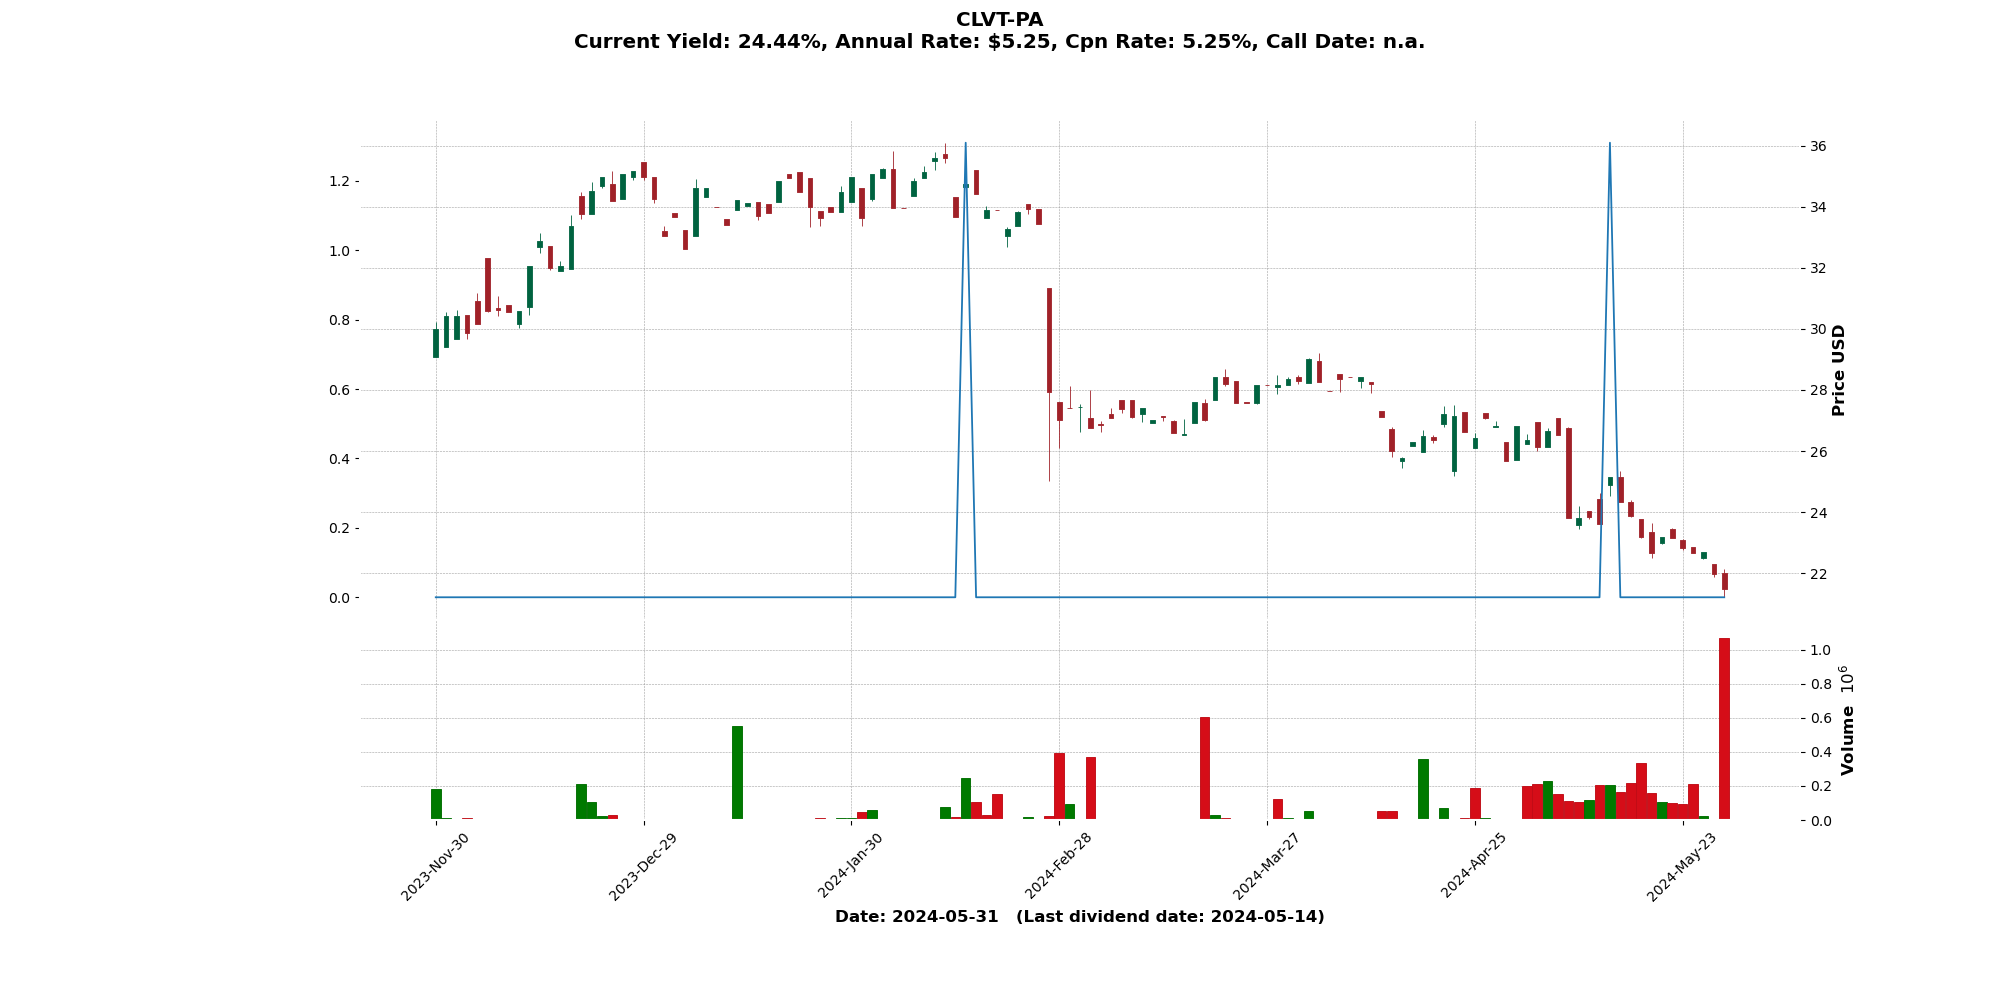 CLVT-PA
Current Yield: 24.44%, Annual Rate: $5.25, Cpn Rate: 5.25%, Call Date: n.a.
1.2
1.0
0.8
0.6
0.4
0.2
0.0
36
34
32
30
28
26
24
22
Price USD
1.0
0.8
0.6
0.4
0.2
0.0
Volume 10^6
2023-Nov-30
2023-Dec-29
2024-Jan-30
2024-Feb-28
2024-Mar-27
2024-Apr-25
2024-May-23
Date: 2024-05-31 (Last dividend date: 2024-05-14)